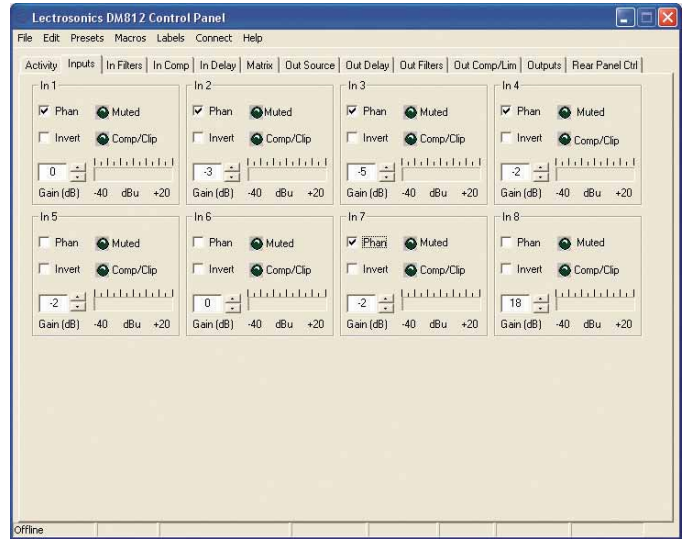 Lectrosonics DM812 Control Panel
File Edit Presets Macros Labels Connect Help
Activity Inputs In Filters In Comp In Delay Matrix Out Source Out Delay Out Filters Out Comp/Lim Outputs Rear Panel Ctrl
In 1 In 2 In 3 In 4
Phan Muted Phan Muted Phan Muted Phan Muted
Invert Comp/Clip Invert Comp/Clip Invert Comp/Clip Invert Comp/Clip
0 -3 -5 -2
Gain (dB) -40 dBu +20 Gain (dB) -40 dBu +20 Gain (dB) -40 dBu +20 Gain (dB) -40 dBu +20
In 5 In 6 In 7 In 8
Phan Muted Phan Muted Phan Muted Phan Muted
Invert Comp/Clip Invert Comp/Clip Invert Comp/Clip Invert Comp/Clip
-2 0 -2 18
Gain (dB) -40 dBu +20 Gain (dB) -40 dBu +20 Gain (dB) -40 dBu +20 Gain (dB) -40 dBu +20
Offline